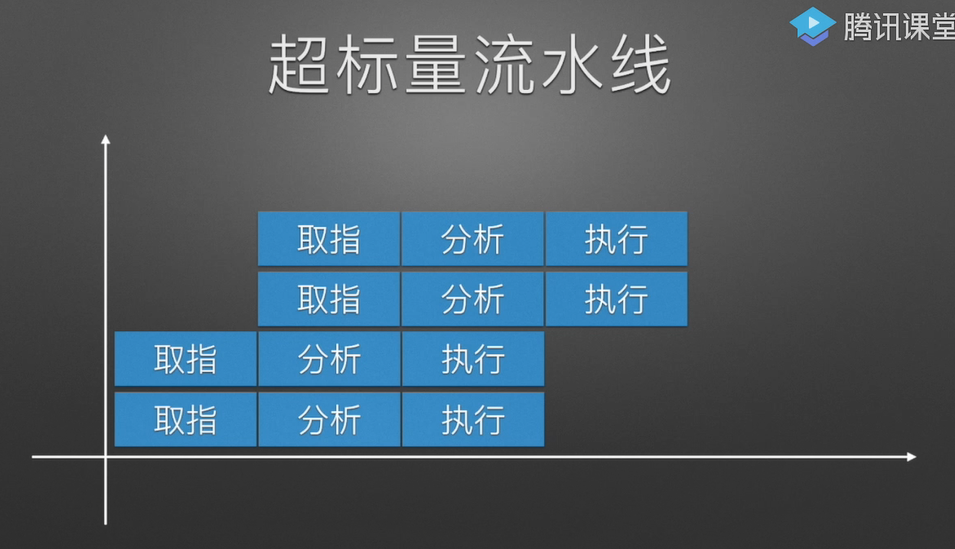 腾讯课堂
超标量流水线
取指 分析 执行
取指 分析 执行
取指 分析 执行
取指 分析 执行